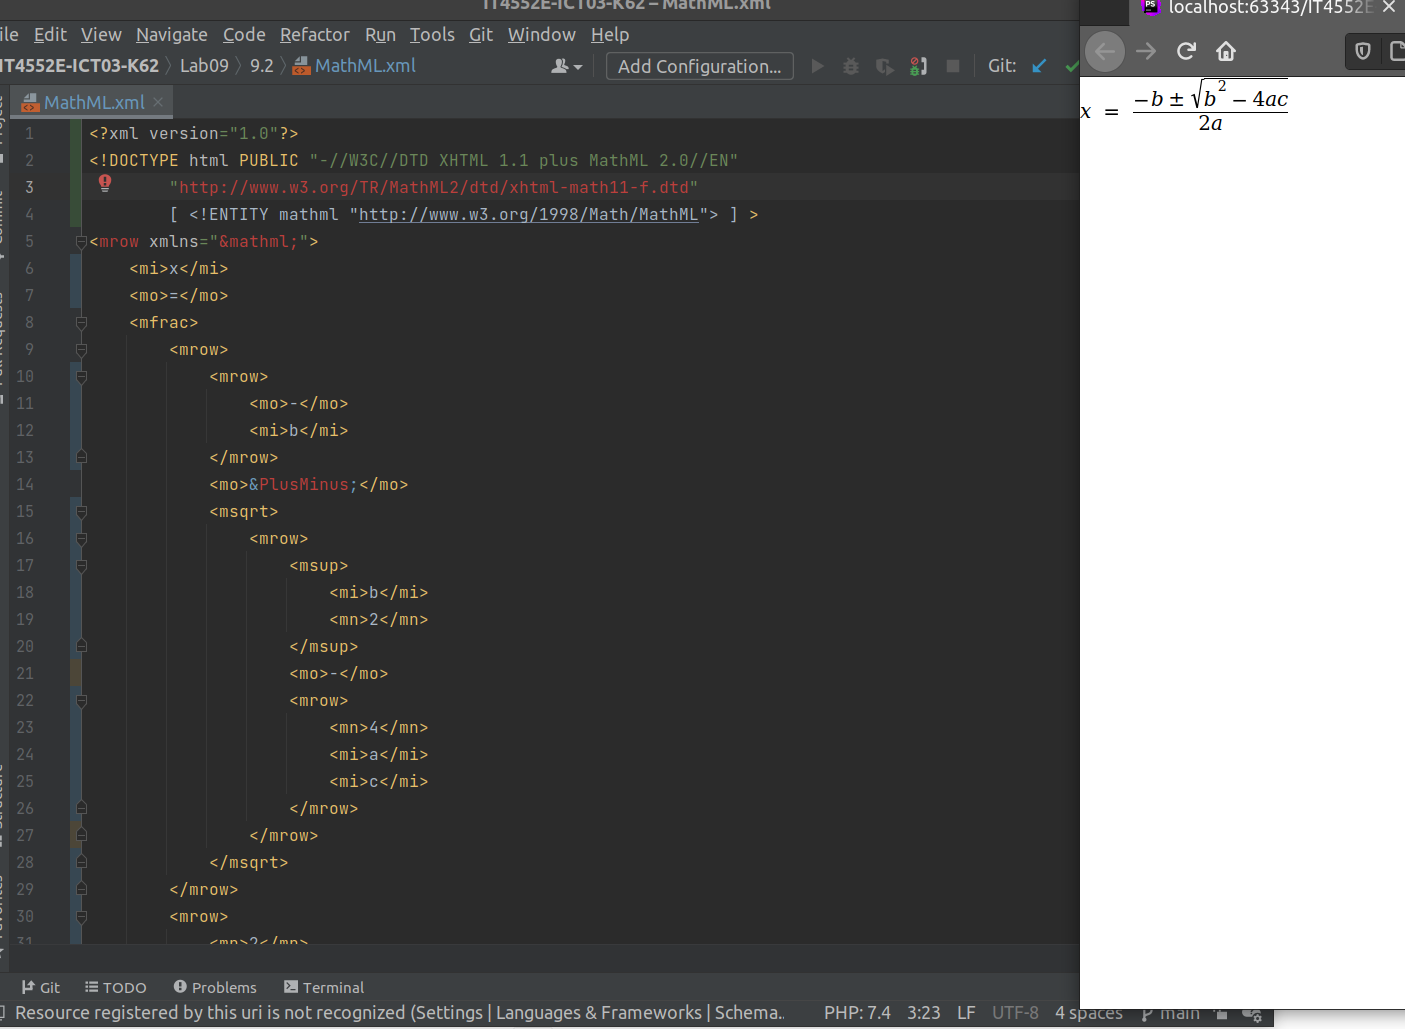 IT4552E-ICT03-K62 – MathML.xml
ile Edit View Navigate Code Refactor Run Tools Git Window Help
IT4552E-ICT03-K62 Lab09 9.2 MathML.xml Add Configuration... Git:
MathML.xml
1 <?xml version="1.0"?>
2 <!DOCTYPE html PUBLIC "-//W3C//DTD XHTML 1.1 plus MathML 2.0//EN"
3 "http://www.w3.org/TR/MathML2/dtd/xhtml-math11-f.dtd"
4 [ <!ENTITY mathml "http://www.w3.org/1998/Math/MathML"> ] >
5 <mrow xmlns="&mathml;">
6 <mi>x</mi>
7 <mo>=</mo>
8 <mfrac>
9 <mrow>
10 <mrow>
11 <mo>-</mo>
12 <mi>b</mi>
13 </mrow>
14 <mo>&PlusMinus;</mo>
15 <msqrt>
16 <mrow>
17 <msup>
18 <mi>b</mi>
19 <mn>2</mn>
20 </msup>
21 <mo>-</mo>
22 <mrow>
23 <mn>4</mn>
24 <mi>a</mi>
25 <mi>c</mi>
26 </mrow>
27 </mrow>
28 </msqrt>
29 </mrow>
30 <mrow>
31 <mn>2</mn>
Git TODO Problems Terminal
Resource registered by this uri is not recognized (Settings | Languages & Frameworks | Schema.. PHP: 7.4 3:23 LF UTF-8 4 spaces main
PS localhost:63343/IT4552E
x = −b ± √b² − 4ac
2a